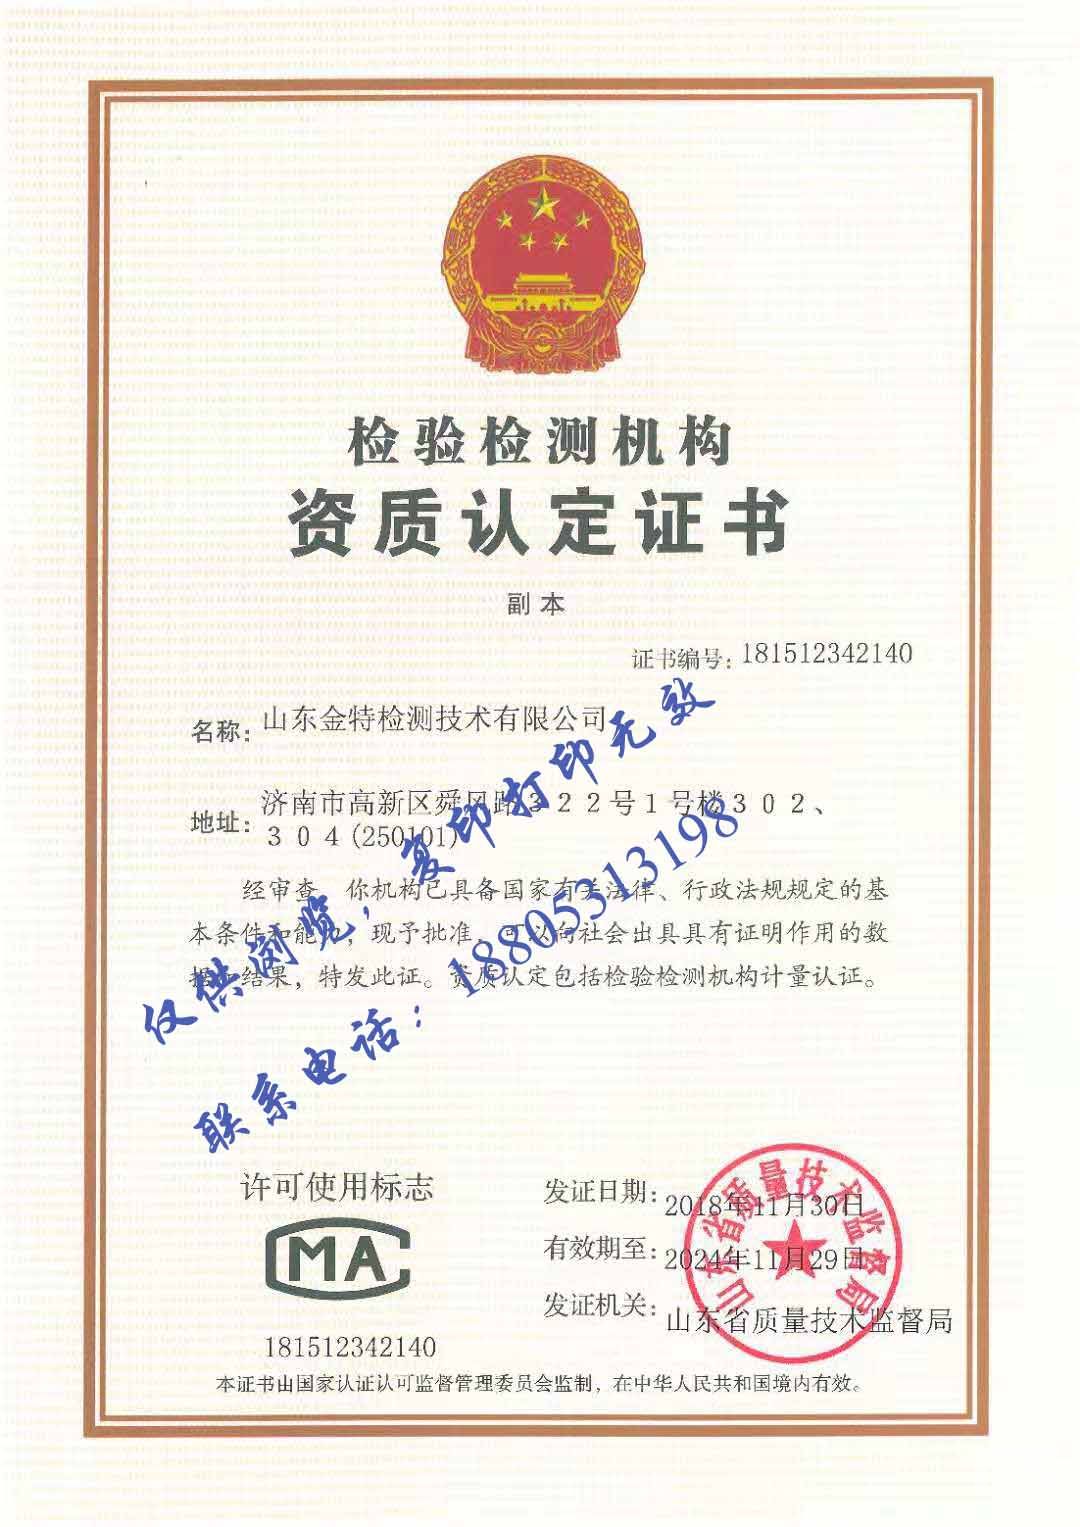 检验检测机构
资质认定证书
副本
证书编号: 181512342140
名称: 山东金特检测技术有限公司
地址: 济南市高新区舜风路322号1号楼302、
304(250101)
经审查，你机构已具备国家有关法律、行政法规规定的基
本条件和能力，现予批准，可以向社会出具具有证明作用的数
据和结果，特发此证。资质认定包括检验检测机构计量认证。
仅供浏览，复印打印无效
联系电话：18805313198
许可使用标志
MA
181512342140
发证日期: 2018年11月30日
有效期至: 2024年11月29日
发证机关: 山东省质量技术监督局
山东省质量技术监督局
本证书由国家认证认可监督管理委员会监制，在中华人民共和国境内有效。